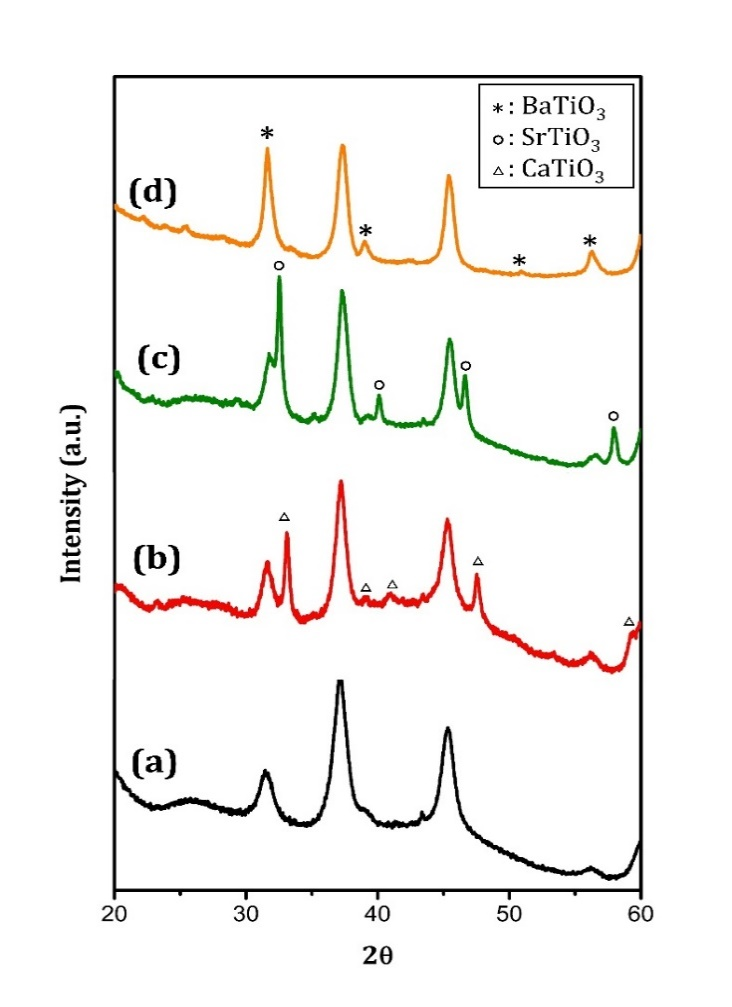 *: BaTiO₃
○: SrTiO₃
△: CaTiO₃
(d)
*
*
*
*
(c)
○
○
○
○
(b)
△
△
△
△
△
(a)
Intensity (a.u.)
20 30 40 50 60
2θ